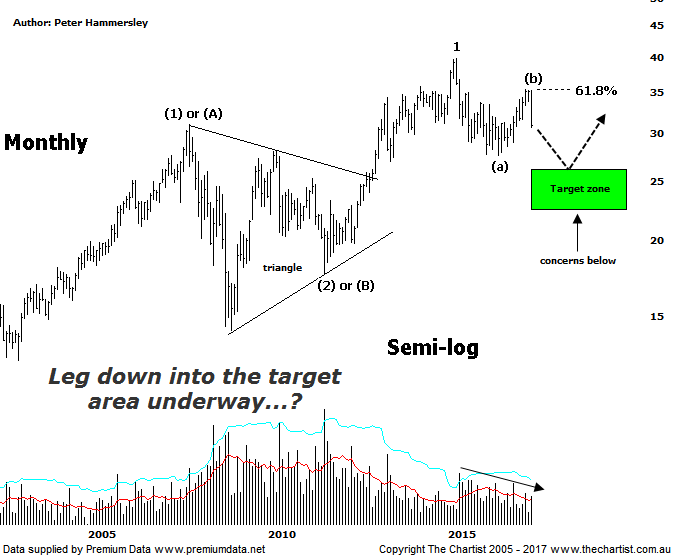 50
Author: Peter Hammersley
45
1
40
(b)
61.8%
35
(1) or (A)
Monthly
30
(a)
25
Target zone
20
triangle
concerns below
(2) or (B)
15
Semi-log
Leg down into the target
area underway...?
2005
2010
2015
Data supplied by Premium Data www.premiumdata.net
Copyright The Chartist 2005 - 2017 www.thechartist.com.au